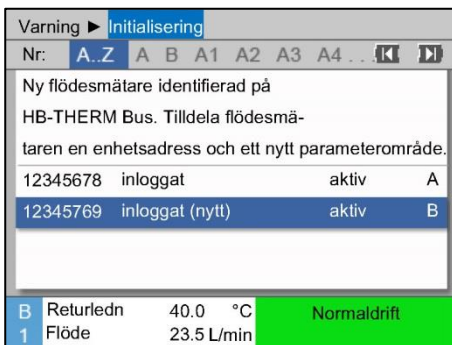 Varning ► Initialisering
Nr: A..Z A B A1 A2 A3 A4 . . .
Ny flödesmätare identifierad på
HB-THERM Bus. Tilldela flödesmä-
taren en enhetsadress och ett nytt parameterområde.
12345678 inloggat aktiv A
12345769 inloggat (nytt) aktiv B
B Returledn 40.0 °C Normaldrift
1 Flöde 23.5 L/min